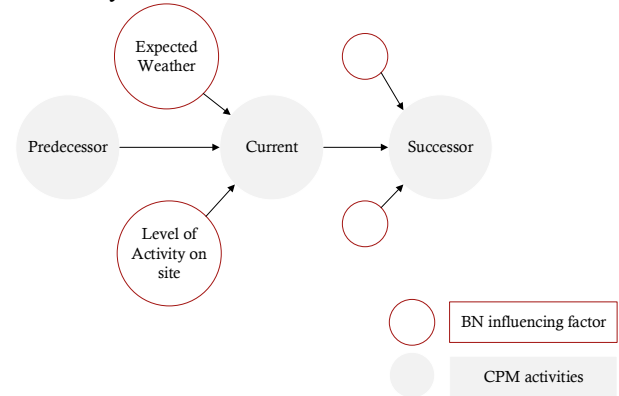 Expected
Weather
Predecessor
Current
Successor
Level of
Activity on
site
BN influencing factor
CPM activities